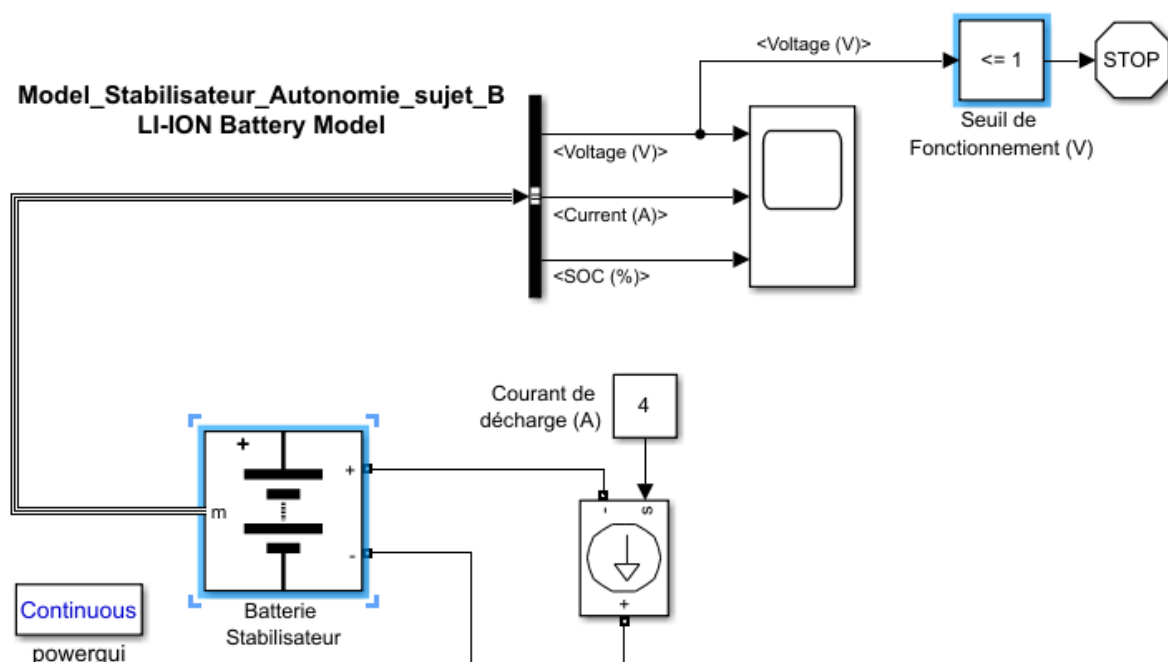 <Voltage (V)>
<= 1
STOP
Model_Stabilisateur_Autonomie_sujet_B
LI-ION Battery Model
Seuil de
Fonctionnement (V)
<Voltage (V)>
<Current (A)>
<SOC (%)>
Courant de
décharge (A)
4
+
+
m
-
-
s
+
Continuous
powergui
Batterie
Stabilisateur